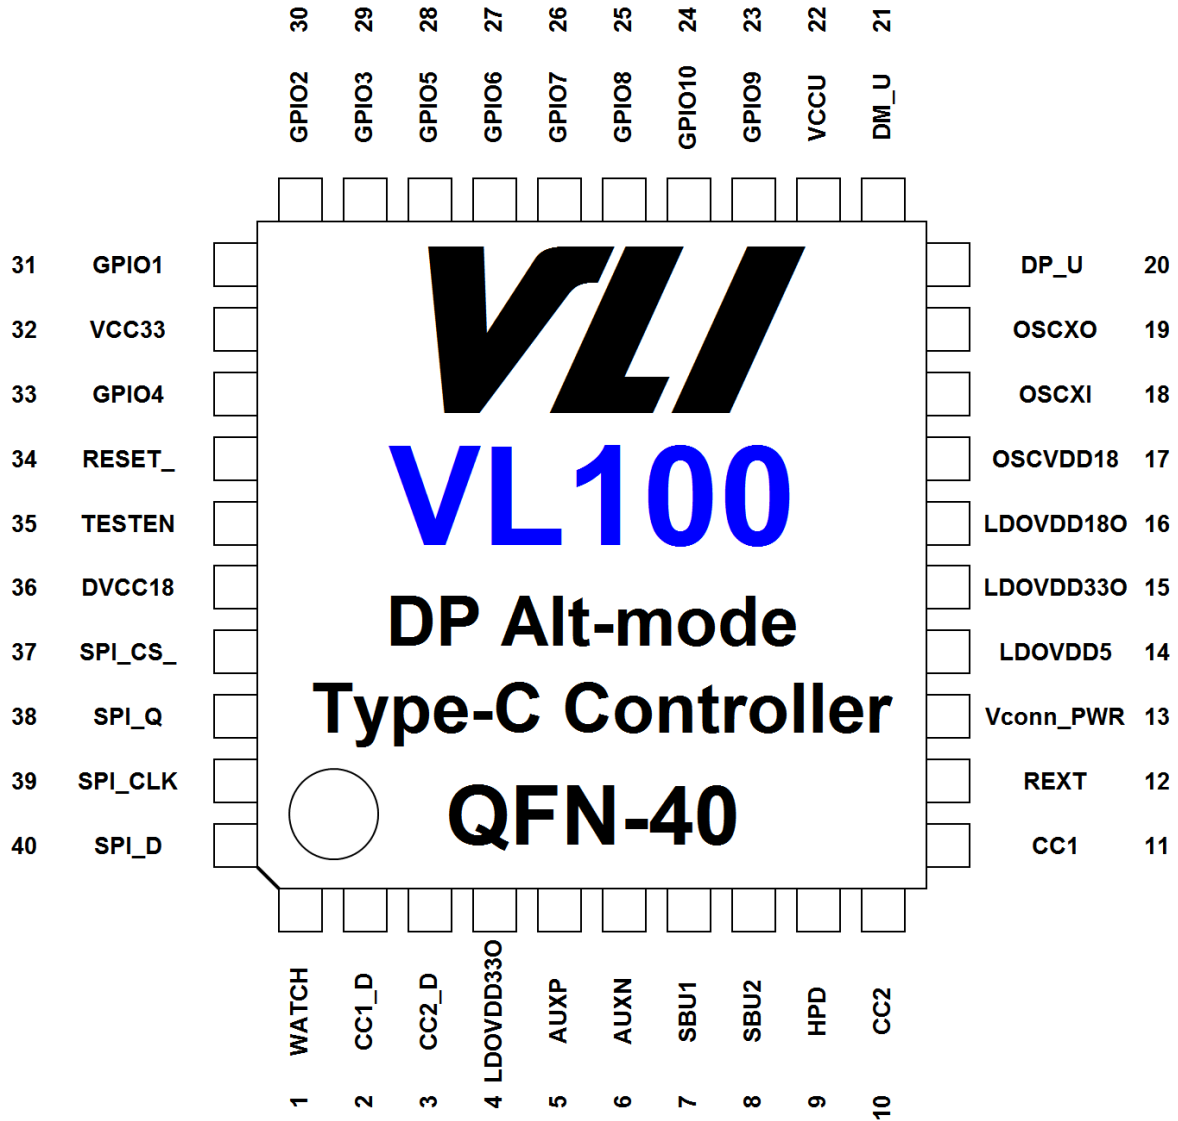 30 29 28 27 26 25 24 23 22 21
GPIO2 GPIO3 GPIO5 GPIO6 GPIO7 GPIO8 GPIO10 GPIO9 VCCU DM_U
31 GPIO1 DP_U 20
32 VCC33 OSCXO 19
33 GPIO4 OSCXI 18
34 RESET_ OSCVDD18 17
35 TESTEN LDOVDD18O 16
36 DVCC18 LDOVDD33O 15
37 SPI_CS_ LDOVDD5 14
38 SPI_Q Vconn_PWR 13
39 SPI_CLK REXT 12
40 SPI_D CC1 11
VLI
VL100
DP Alt-mode
Type-C Controller
QFN-40
WATCH CC1_D CC2_D LDOVDD33O AUXP AUXN SBU1 SBU2 HPD CC2
1 2 3 4 5 6 7 8 9 10